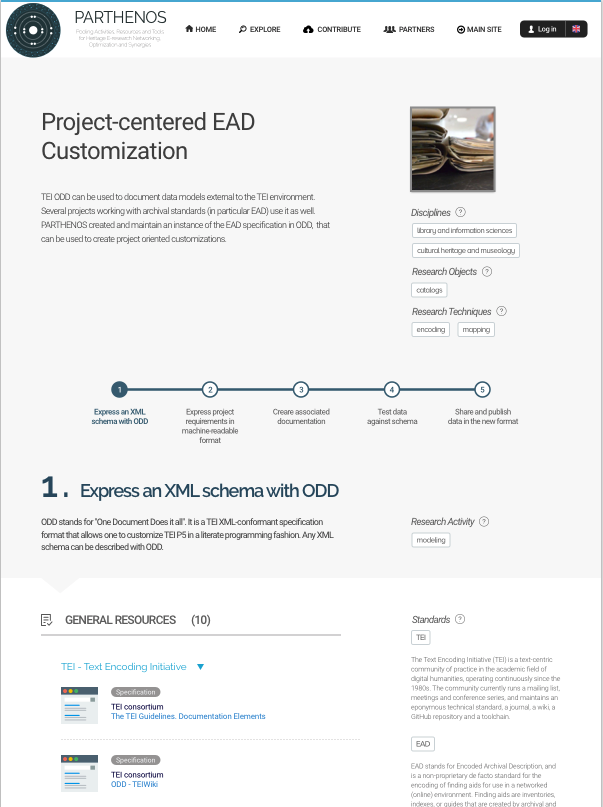 PARTHENOS
Pooling Activities, Resources and Tools
for Heritage E-research Networking,
Optimization and Synergies
HOME
EXPLORE
CONTRIBUTE
PARTNERS
MAIN SITE
Log in
Project-centered EAD
Customization
TEI ODD can be used to document data models external to the TEI environment.
Several projects working with archival standards (in particular EAD) use it as well.
PARTHENOS created and maintain an instance of the EAD specification in ODD, that
can be used to create project oriented customizations.
Disciplines ?
library and information sciences
cultural heritage and museology
Research Objects ?
catalogs
Research Techniques ?
encoding mapping
1 2 3 4 5
Express an XML
schema with ODD
Express project
requirements in
machine-readable
format
Creare associated
documentation
Test data
against schema
Share and publish
data in the new format
1. Express an XML schema with ODD
ODD stands for "One Document Does it all". It is a TEI XML-conformant specification
format that allows one to customize TEI P5 in a literate programming fashion. Any XML
schema can be described with ODD.
Research Activity ?
modeling
GENERAL RESOURCES (10)
TEI - Text Encoding Initiative
Specification
TEI consortium
The TEI Guidelines. Documentation Elements
Specification
TEI consortium
ODD - TEIWiki
Standards ?
TEI
The Text Encoding Initiative (TEI) is a text-centric
community of practice in the academic field of
digital humanities, operating continuously since the
1980s. The community currently runs a mailing list,
meetings and conference series, and maintains an
eponymous technical standard, a journal, a wiki, a
GitHub repository and a toolchain.
EAD
EAD stands for Encoded Archival Description, and
is a non-proprietary de facto standard for the
encoding of finding aids for use in a networked
(online) environment. Finding aids are inventories,
indexes, or guides that are created by archival and